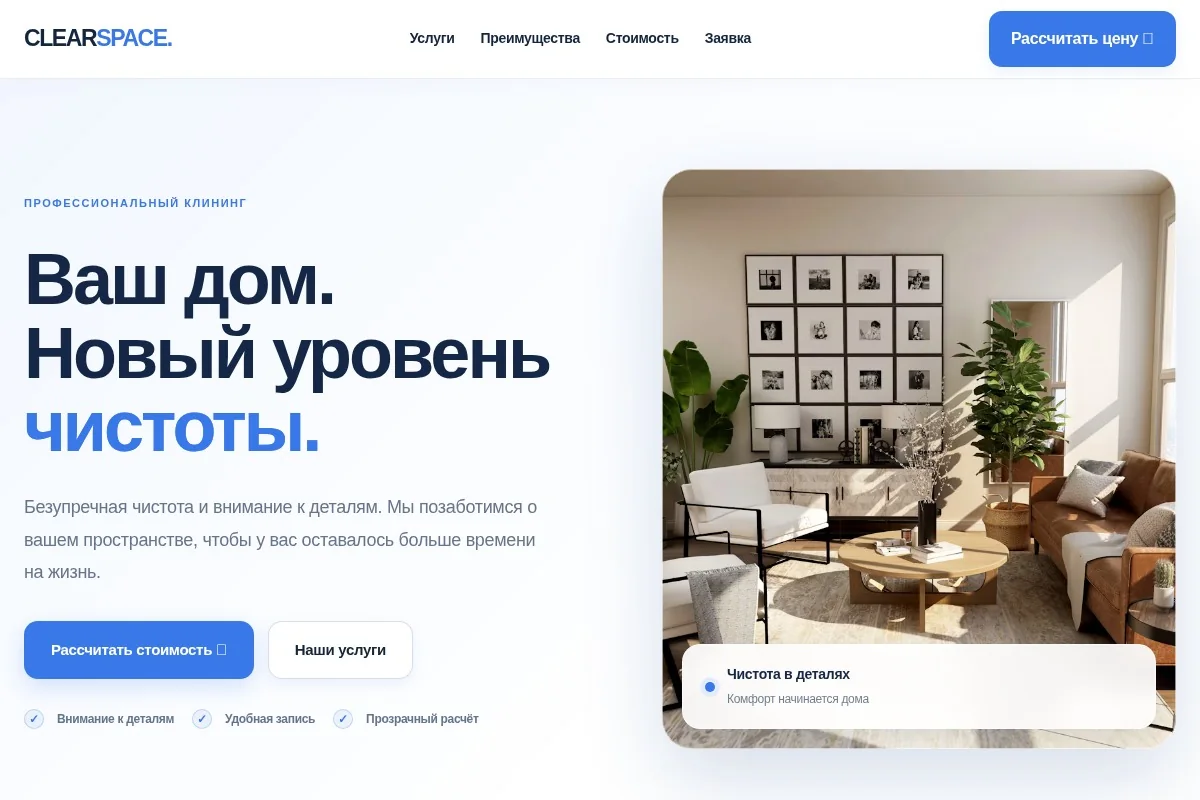 CLEARSPACE.
Услуги
Преимущества
Стоимость
Заявка
Рассчитать цену
ПРОФЕССИОНАЛЬНЫЙ КЛИНИНГ
Ваш дом.
Новый уровень
чистоты.
Безупречная чистота и внимание к деталям. Мы позаботимся о
вашем пространстве, чтобы у вас оставалось больше времени
на жизнь.
Рассчитать стоимость
Наши услуги
Внимание к деталям
Удобная запись
Прозрачный расчёт
Чистота в деталях
Комфорт начинается дома